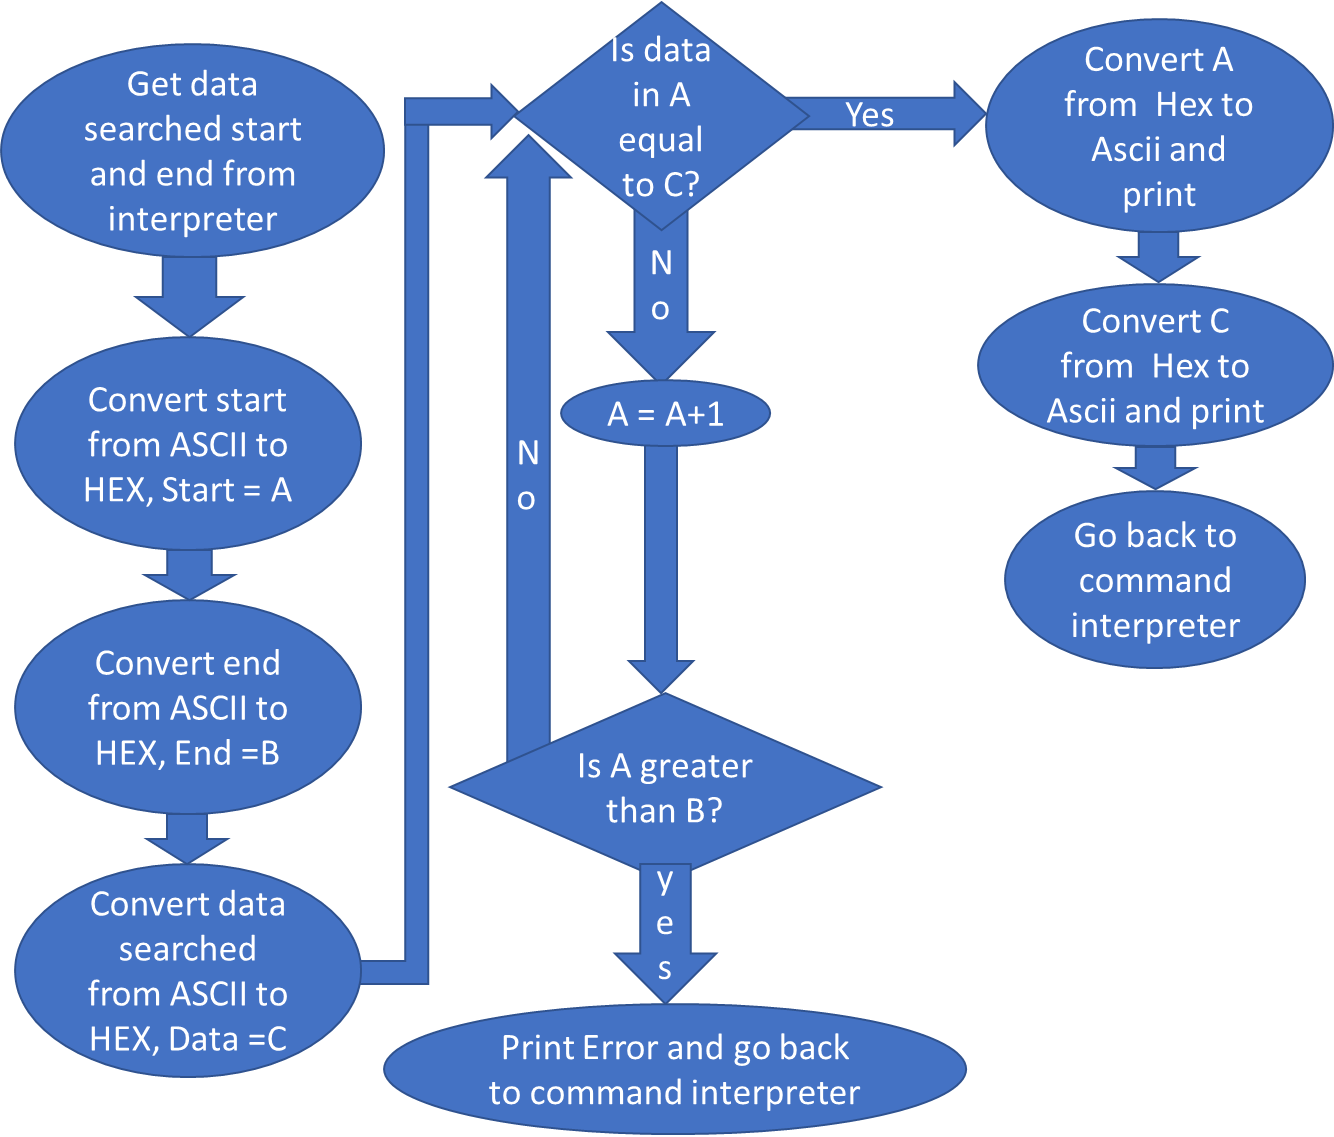 Get data
searched start
and end from
interpreter
Convert start
from ASCII to
HEX, Start = A
Convert end
from ASCII to
HEX, End =B
Convert data
searched
from ASCII to
HEX, Data =C
Is data
in A
equal
to C?
Yes
N
o
A = A+1
N
o
Is A greater
than B?
y
e
s
Print Error and go back
to command interpreter
Convert A
from  Hex to
Ascii and
print
Convert C
from  Hex to
Ascii and print
Go back to
command
interpreter